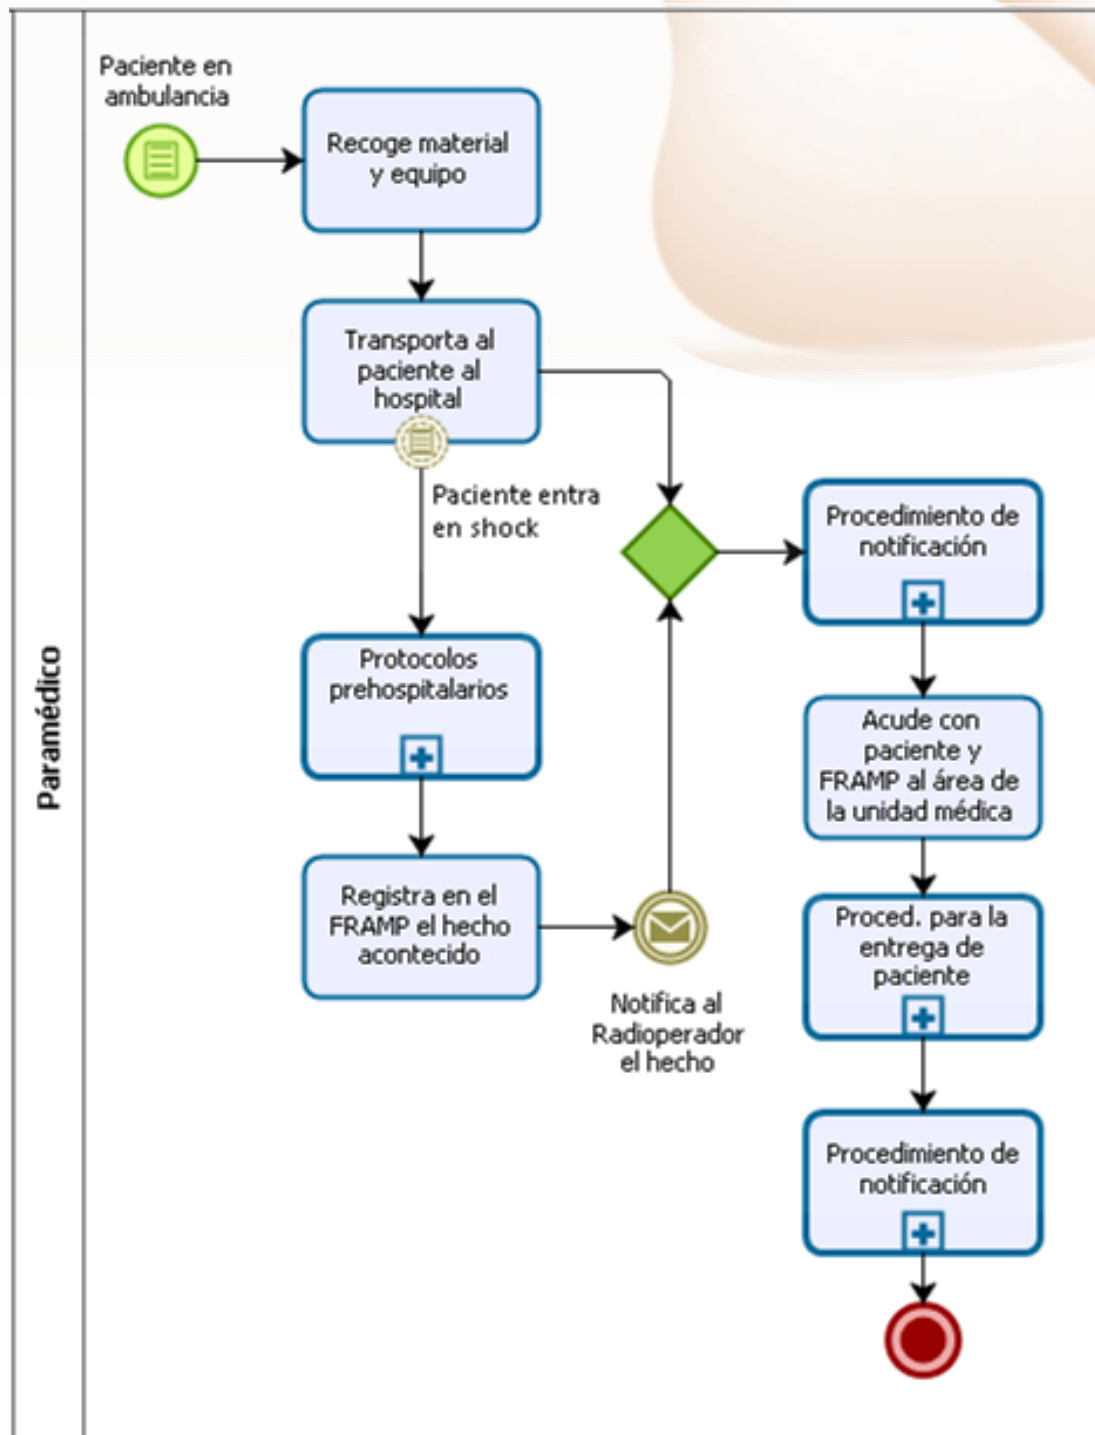 Paramédico
Paciente en
ambulancia
Recoge material
y equipo
Transporta al
paciente al
hospital
Paciente entra
en shock
Protocolos
prehospitalarios
Registra en el
FRAMP el hecho
acontecido
Notifica al
Radioperador
el hecho
Procedimiento de
notificación
Acude con
paciente y
FRAMP al área de
la unidad médica
Proced. para la
entrega de
paciente
Procedimiento de
notificación